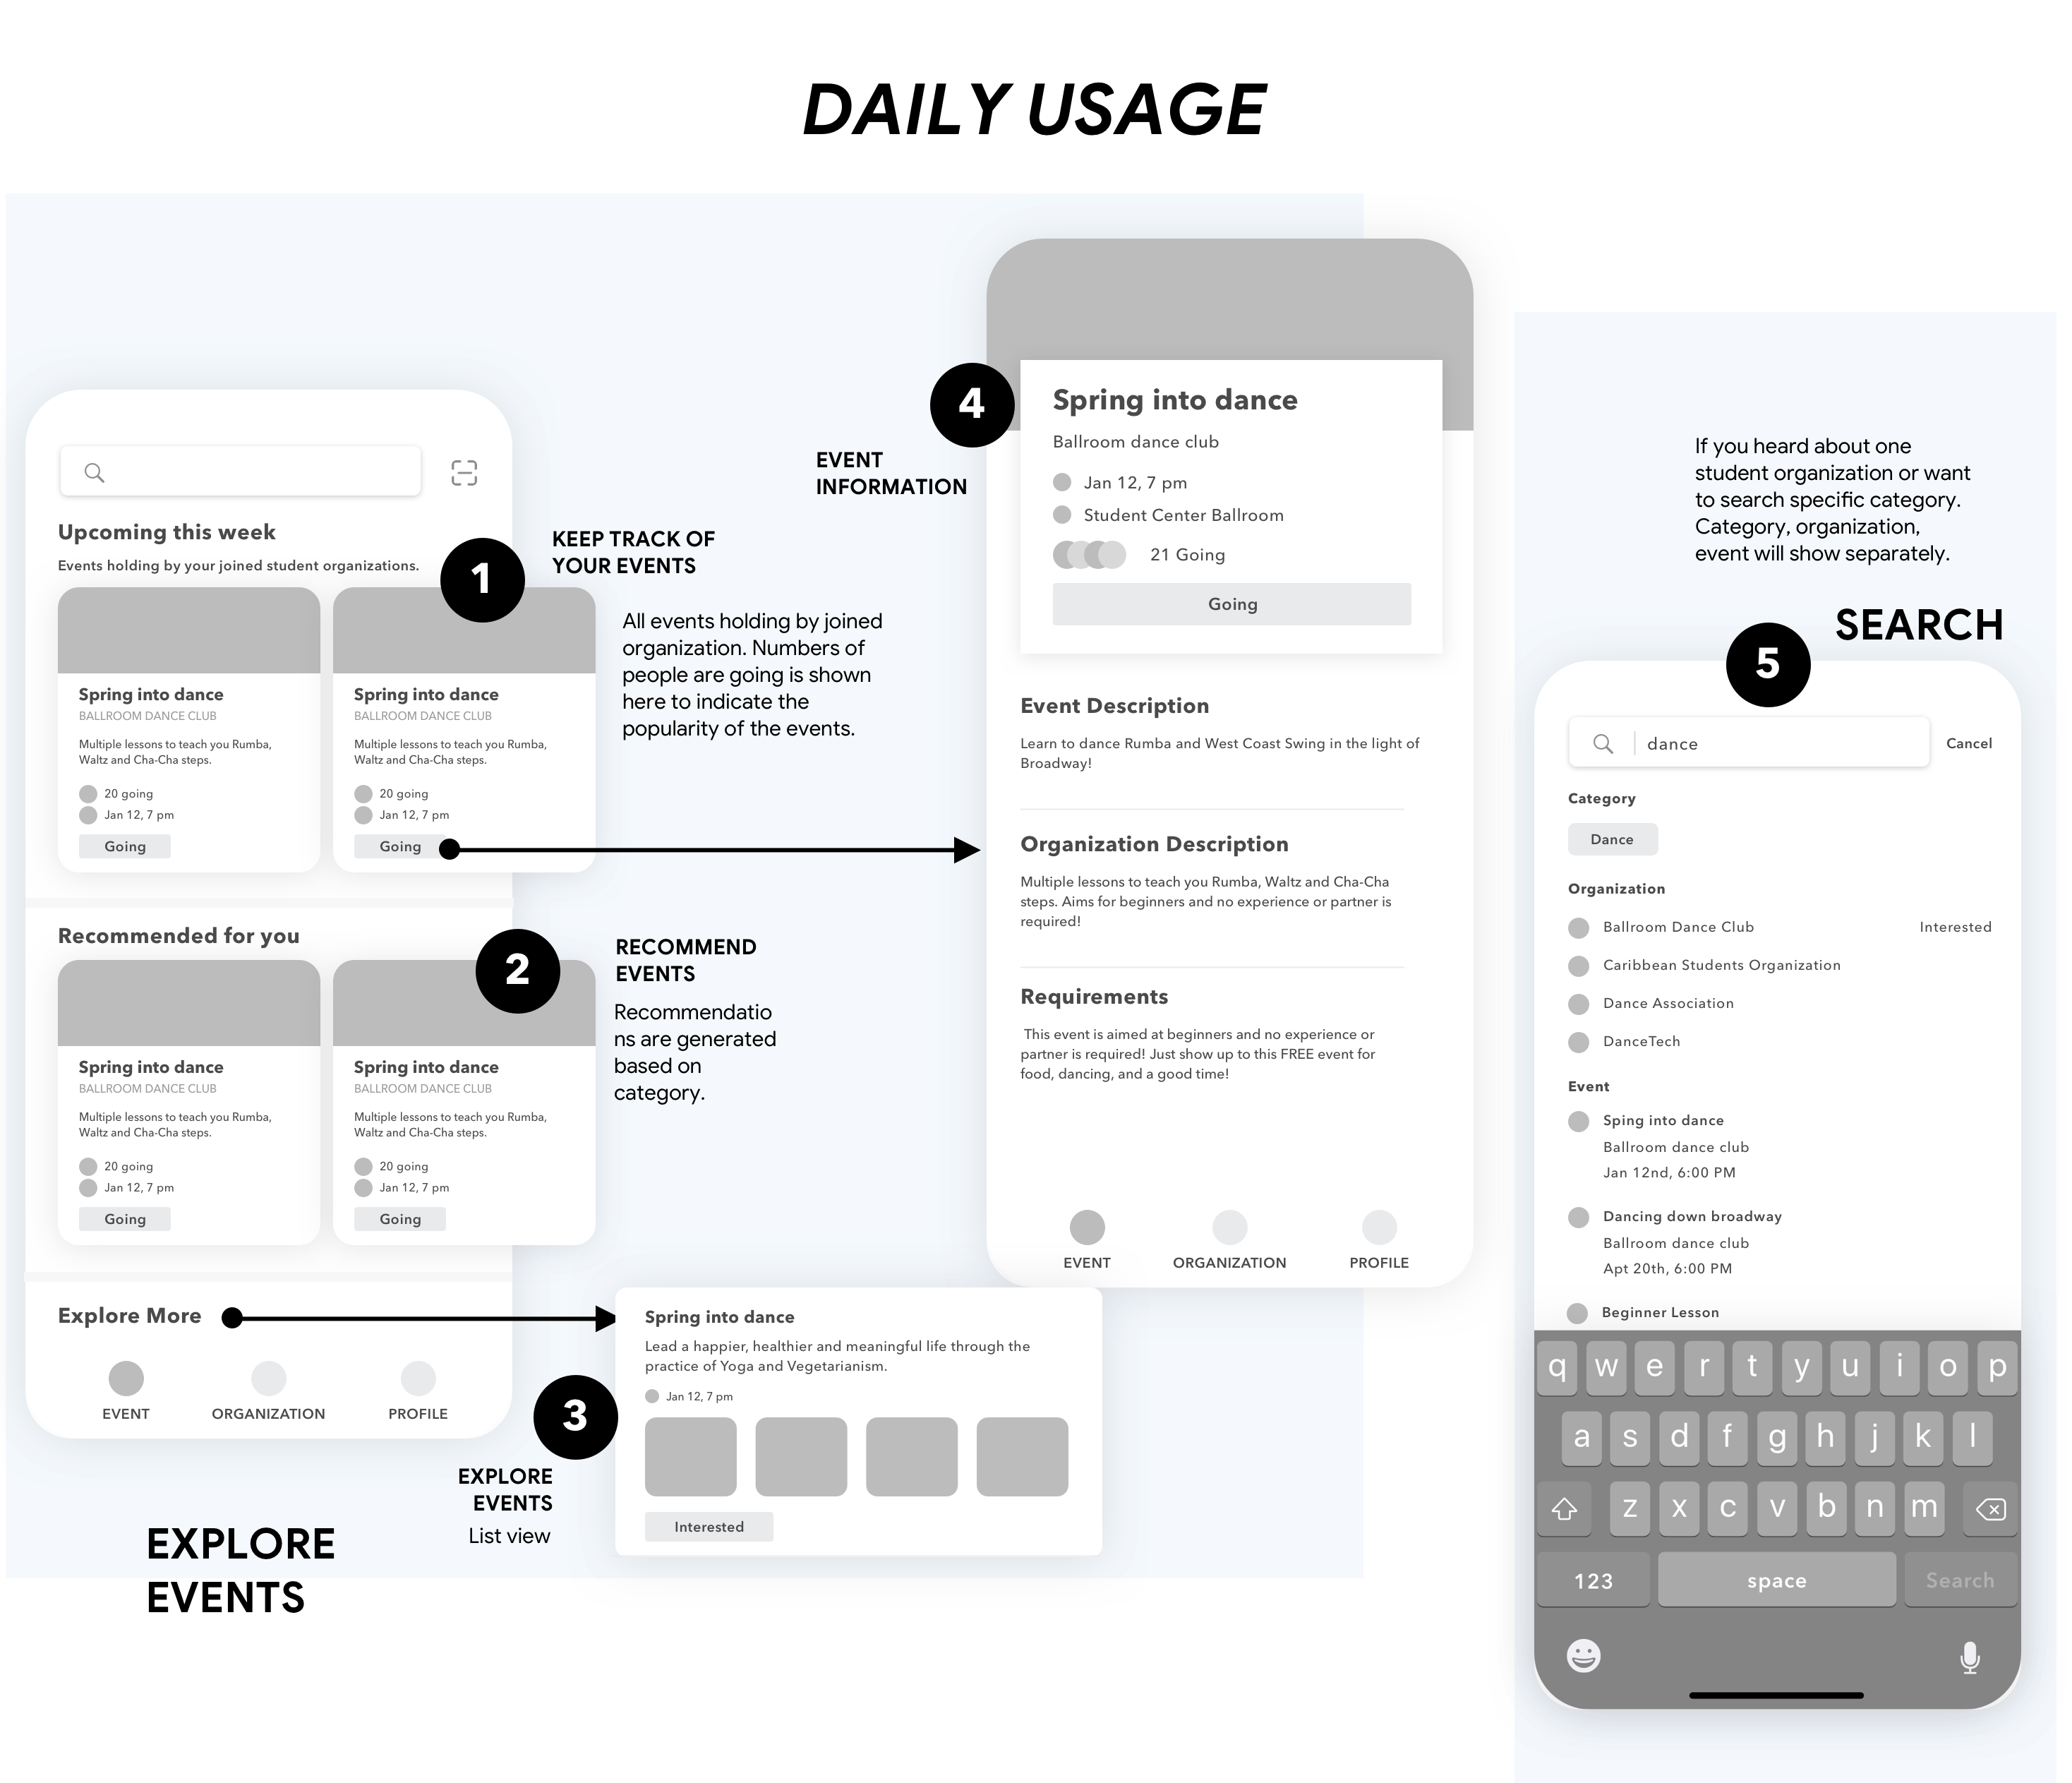 DAILY USAGE
Upcoming this week
Events holding by your joined student organizations.
1
KEEP TRACK OF
YOUR EVENTS
All events holding by joined
organization. Numbers of
people are going is shown
here to indicate the
popularity of the events.
Spring into dance
BALLROOM DANCE CLUB
Multiple lessons to teach you Rumba,
Waltz and Cha-Cha steps.
20 going
Jan 12, 7 pm
Going
Spring into dance
BALLROOM DANCE CLUB
Multiple lessons to teach you Rumba,
Waltz and Cha-Cha steps.
20 going
Jan 12, 7 pm
Going
Recommended for you
2
RECOMMEND
EVENTS
Recommendatio
ns are generated
based on
category.
Spring into dance
BALLROOM DANCE CLUB
Multiple lessons to teach you Rumba,
Waltz and Cha-Cha steps.
20 going
Jan 12, 7 pm
Going
Spring into dance
BALLROOM DANCE CLUB
Multiple lessons to teach you Rumba,
Waltz and Cha-Cha steps.
20 going
Jan 12, 7 pm
Going
Explore More
EVENT
ORGANIZATION
PROFILE
EXPLORE
EVENTS
3
EXPLORE
EVENTS
List view
Spring into dance
Lead a happier, healthier and meaningful life through the
practice of Yoga and Vegetarianism.
Jan 12, 7 pm
Interested
4
EVENT
INFORMATION
Spring into dance
Ballroom dance club
Jan 12, 7 pm
Student Center Ballroom
21 Going
Going
Event Description
Learn to dance Rumba and West Coast Swing in the light of
Broadway!
Organization Description
Multiple lessons to teach you Rumba, Waltz and Cha-Cha
steps. Aims for beginners and no experience or partner is
required!
Requirements
This event is aimed at beginners and no experience or
partner is required! Just show up to this FREE event for
food, dancing, and a good time!
EVENT
ORGANIZATION
PROFILE
If you heard about one
student organization or want
to search specific category.
Category, organization,
event will show separately.
SEARCH
5
dance
Cancel
Category
Dance
Organization
Ballroom Dance Club
Interested
Caribbean Students Organization
Dance Association
DanceTech
Event
Sping into dance
Ballroom dance club
Jan 12nd, 6:00 PM
Dancing down broadway
Ballroom dance club
Apt 20th, 6:00 PM
Beginner Lesson
q w e r t y u i o p
a s d f g h j k l
z x c v b n m
123 space Search